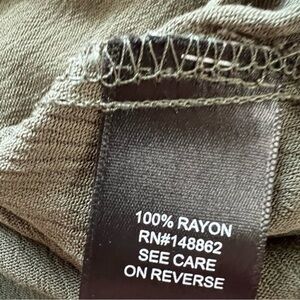 100% RAYON
RN#148862
SEE CARE
ON REVERSE